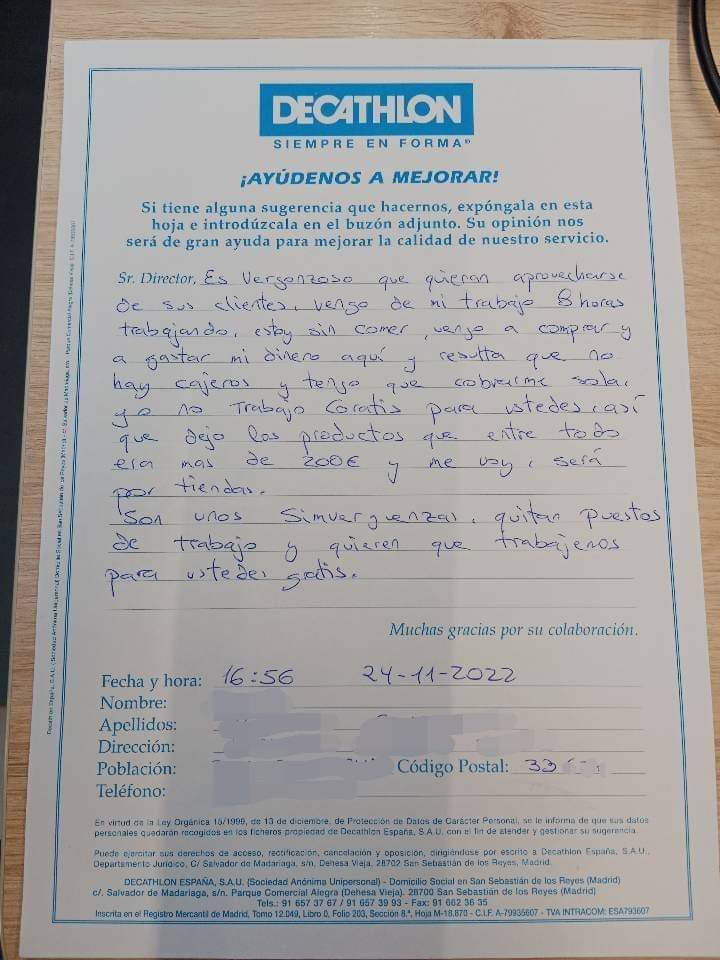 DECATHLON
SIEMPRE EN FORMA®
¡AYÚDENOS A MEJORAR!
Si tiene alguna sugerencia que hacernos, expóngala en esta
hoja e introdúzcala en el buzón adjunto. Su opinión nos
será de gran ayuda para mejorar la calidad de nuestro servicio.
Sr. Director, Es vergonzoso que quieran aprovecharse
de sus clientes, vengo de mi trabajo 8 horas
trabajando, estoy sin comer, vengo a comprar y
a gastar mi dinero aquí y resulta que no
hay cajeros y tengo que cobrarme sola,
yo no Trabajo Gratis para ustedes, así
que dejo los productos que entre todo
era mas de 200€ y me voy, será
por tiendas.
Son unos Simverguenzas, quitan puestos
de trabajo y quieren que trabajenos
para ustedes gatis.
Muchas gracias por su colaboración.
Fecha y hora: 16:56 24-11-2022
Nombre:
Apellidos:
Dirección:
Población: Código Postal: 33
Teléfono:
En virtud de la Ley Orgánica 15/1999, de 13 de diciembre, de Protección de Datos de Carácter Personal, se le informa de que sus datos
personales quedarán recogidos en los ficheros propiedad de Decathlon España, S.A.U. con el fin de atender y gestionar su sugerencia.
Puede ejercitar sus derechos de acceso, rectificación, cancelación y oposición, dirigiéndose por escrito a Decathlon España, S.A.U.,
Departamento Jurídico, C/ Salvador de Madariaga, s/n, Dehesa Vieja, 28702 San Sebastián de los Reyes, Madrid.
DECATHLON ESPAÑA, S.A.U. (Sociedad Anónima Unipersonal) - Domicilio Social en San Sebastián de los Reyes (Madrid)
c/. Salvador de Madariaga, s/n. Parque Comercial Alegra (Dehesa Vieja). 28700 San Sebastián de los Reyes (Madrid)
Tels.: 91 657 37 67 / 91 657 39 93 - Fax: 91 662 36 35
Inscrita en el Registro Mercantil de Madrid, Tomo 12.049, Libro 0, Folio 203, Sección 8.ª, Hoja M-18.870 - C.I.F. A-79935607 - TVA INTRACOM: ESA793607